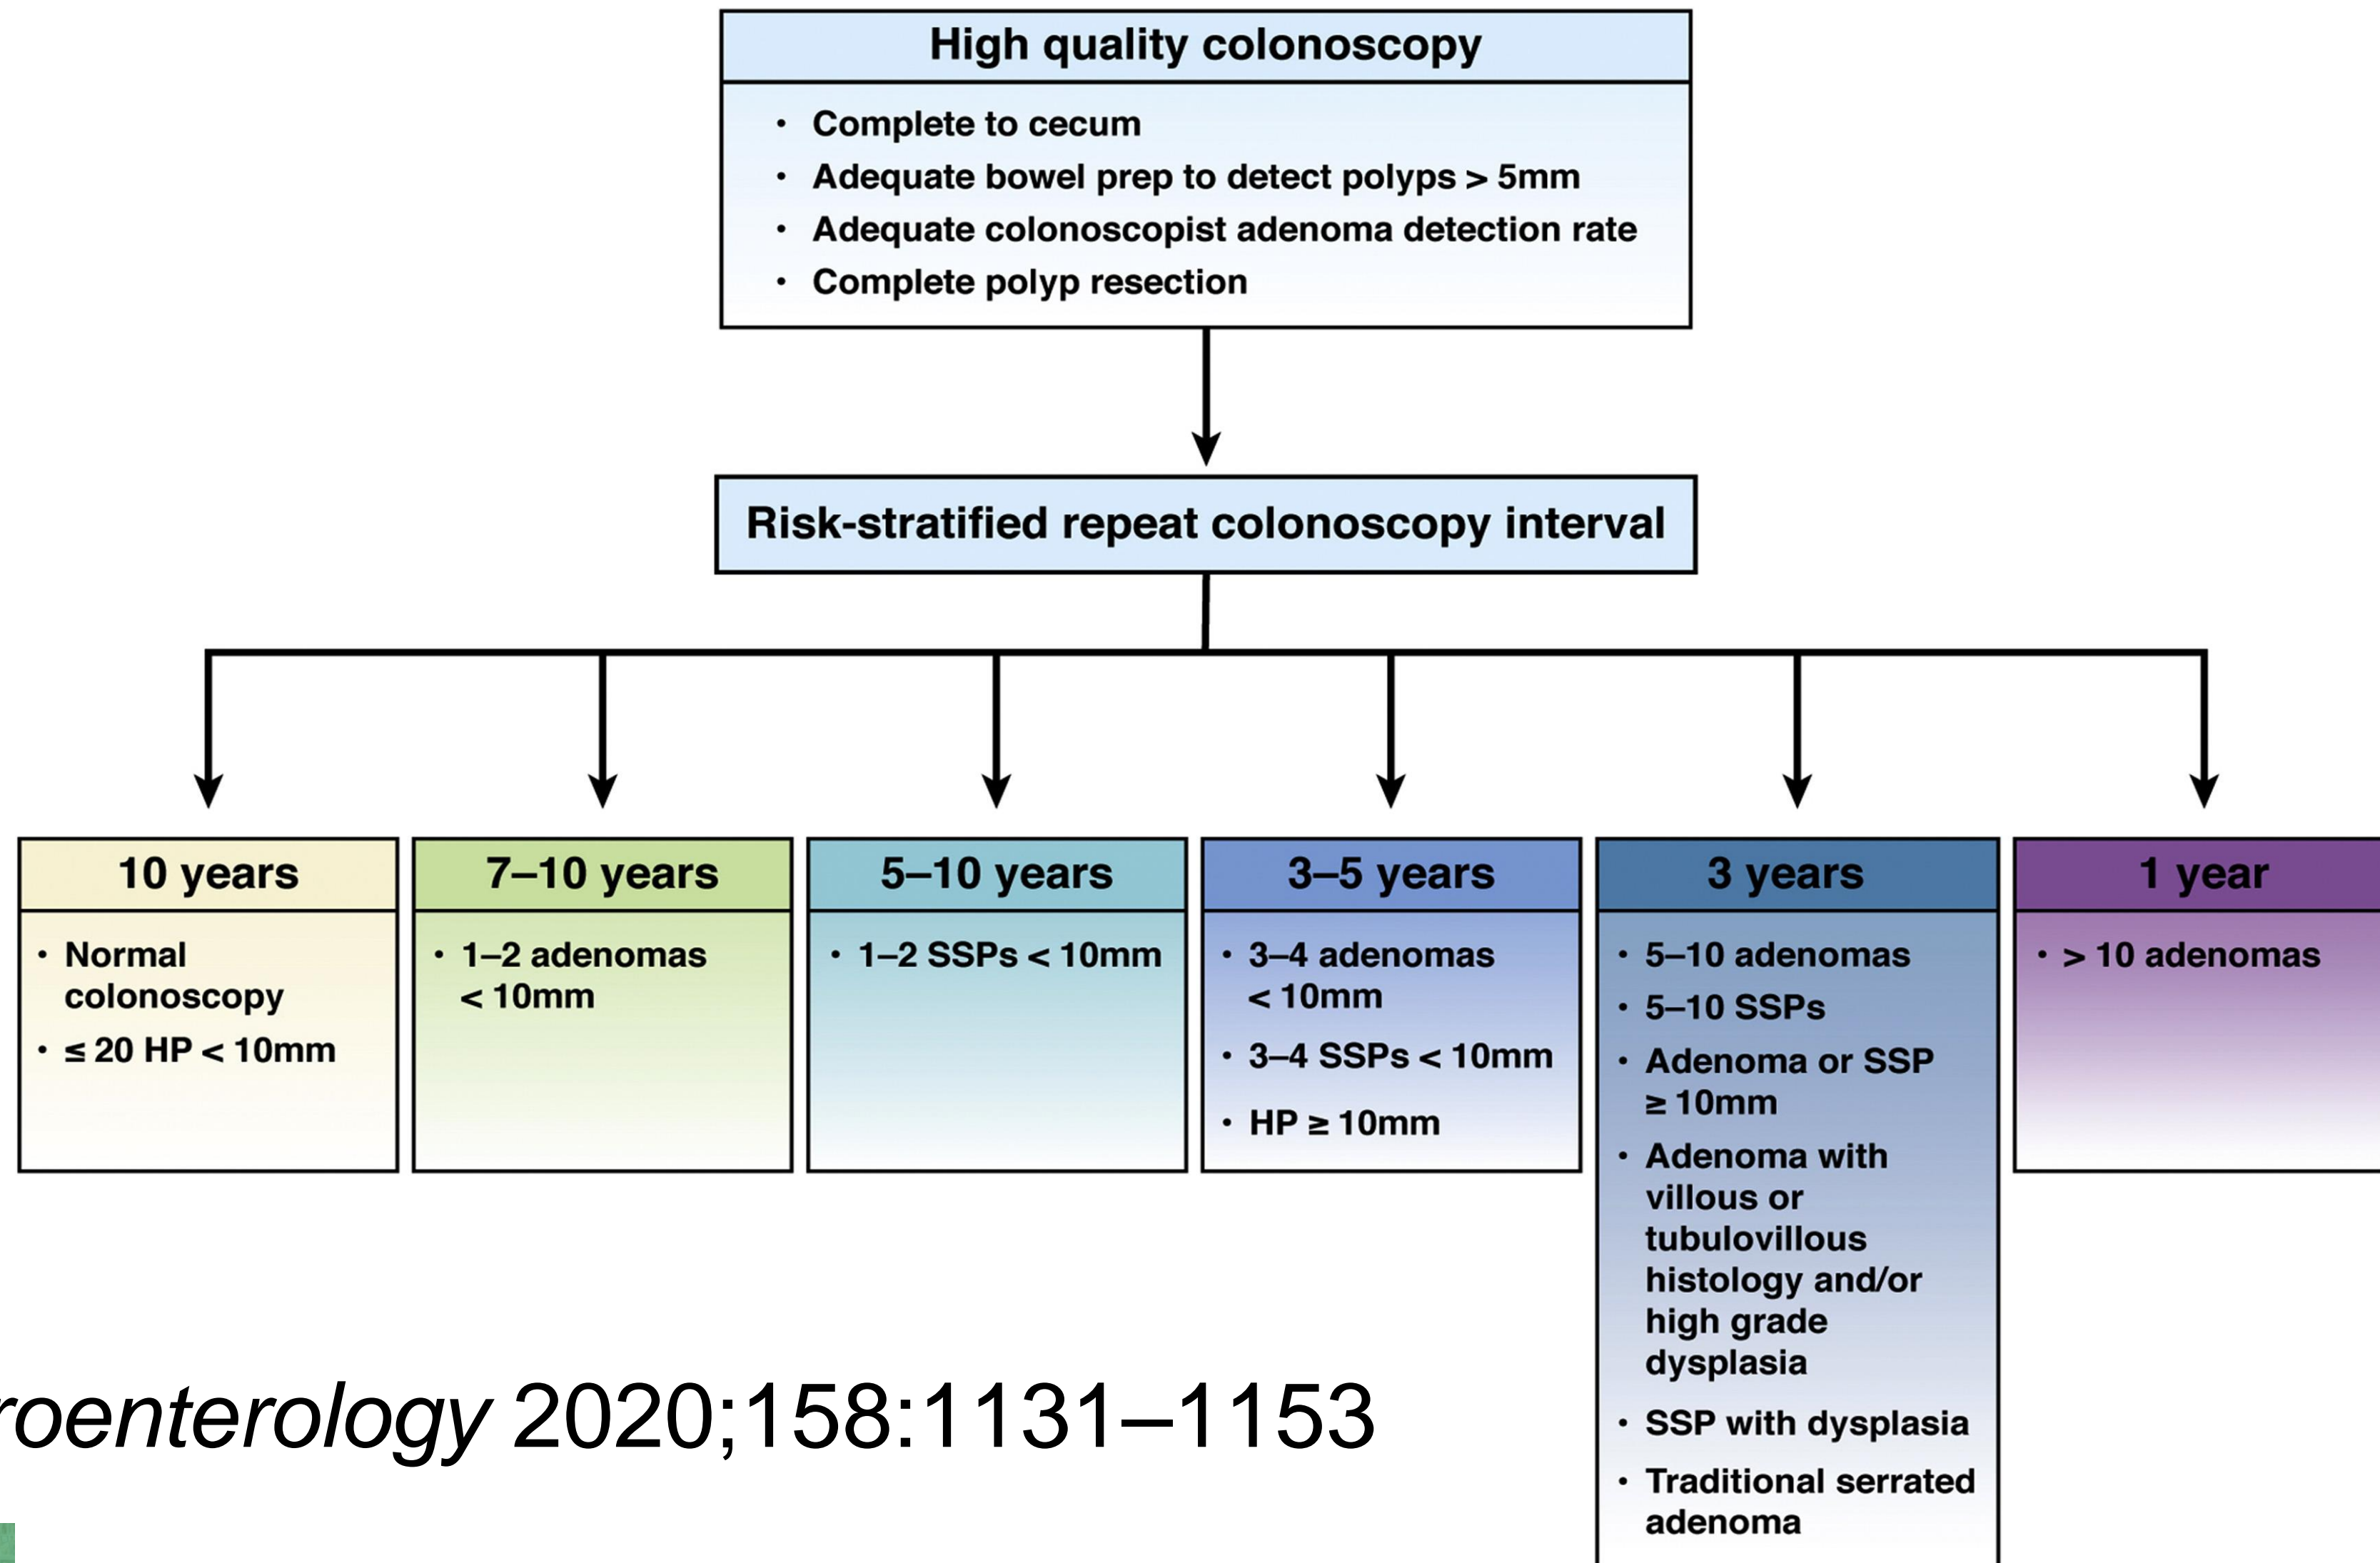 High quality colonoscopy
• Complete to cecum
• Adequate bowel prep to detect polyps > 5mm
• Adequate colonoscopist adenoma detection rate
• Complete polyp resection
Risk-stratified repeat colonoscopy interval
10 years
• Normal
colonoscopy
• ≤ 20 HP < 10mm
7–10 years
• 1–2 adenomas
< 10mm
5–10 years
• 1–2 SSPs < 10mm
3–5 years
• 3–4 adenomas
< 10mm
• 3–4 SSPs < 10mm
• HP ≥ 10mm
3 years
• 5–10 adenomas
• 5–10 SSPs
• Adenoma or SSP
≥ 10mm
• Adenoma with
villous or
tubulovillous
histology and/or
high grade
dysplasia
• SSP with dysplasia
• Traditional serrated
adenoma
1 year
• > 10 adenomas
roenterology 2020;158:1131–1153